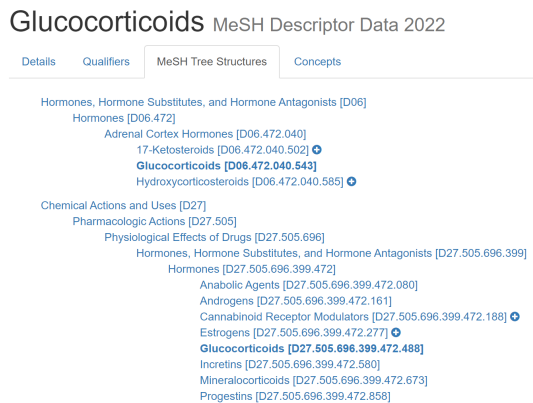 Glucocorticoids MeSH Descriptor Data 2022
Details Qualifiers MeSH Tree Structures Concepts
Hormones, Hormone Substitutes, and Hormone Antagonists [D06]
Hormones [D06.472]
Adrenal Cortex Hormones [D06.472.040]
17-Ketosteroids [D06.472.040.502]
Glucocorticoids [D06.472.040.543]
Hydroxycorticosteroids [D06.472.040.585]
Chemical Actions and Uses [D27]
Pharmacologic Actions [D27.505]
Physiological Effects of Drugs [D27.505.696]
Hormones, Hormone Substitutes, and Hormone Antagonists [D27.505.696.399]
Hormones [D27.505.696.399.472]
Anabolic Agents [D27.505.696.399.472.080]
Androgens [D27.505.696.399.472.161]
Cannabinoid Receptor Modulators [D27.505.696.399.472.188]
Estrogens [D27.505.696.399.472.277]
Glucocorticoids [D27.505.696.399.472.488]
Incretins [D27.505.696.399.472.580]
Mineralocorticoids [D27.505.696.399.472.673]
Progestins [D27.505.696.399.472.858]